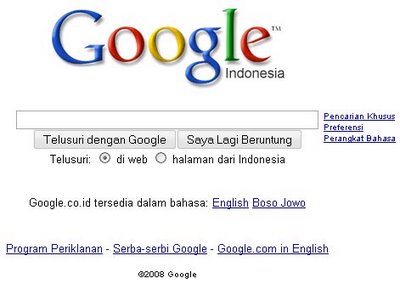 Google™
Indonesia
Pencarian Khusus
Preferensi
Perangkat Bahasa
Telusuri dengan Google Saya Lagi Beruntung
Telusuri: di web halaman dari Indonesia
Google.co.id tersedia dalam bahasa: English Boso Jowo
Program Periklanan - Serba-serbi Google - Google.com in English
©2008 Google